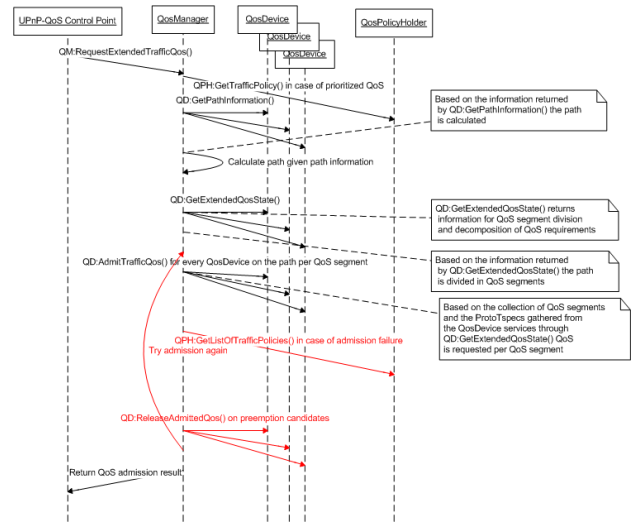 UPnP-QoS Control Point
QosManager
QosDevice
QosDevice
QosDevice
QosPolicyHolder
QM:RequestExtendedTrafficQos()
QPH:GetTrafficPolicy() in case of prioritized QoS
QD:GetPathInformation()
Based on the information returned
by QD:GetPathInformation() the path
is calculated
Calculate path given path information
QD:GetExtendedQosState()
QD:GetExtendedQosState() returns
information for QoS segment division
and decomposition of QoS requirements
QD:AdmitTrafficQos() for every QosDevice on the path per QoS segment
Based on the information returned
by QD:GetExtendedQosState() the path
is divided in QoS segments
Based on the collection of QoS segments
and the ProtoTspecs gathered from
the QosDevice services through
QD:GetExtendedQosState() QoS
is requested per QoS segment
QPH:GetListOfTrafficPolicies() in case of admission failure
Try admission again
QD:ReleaseAdmittedQos() on preemption candidates
Return QoS admission result